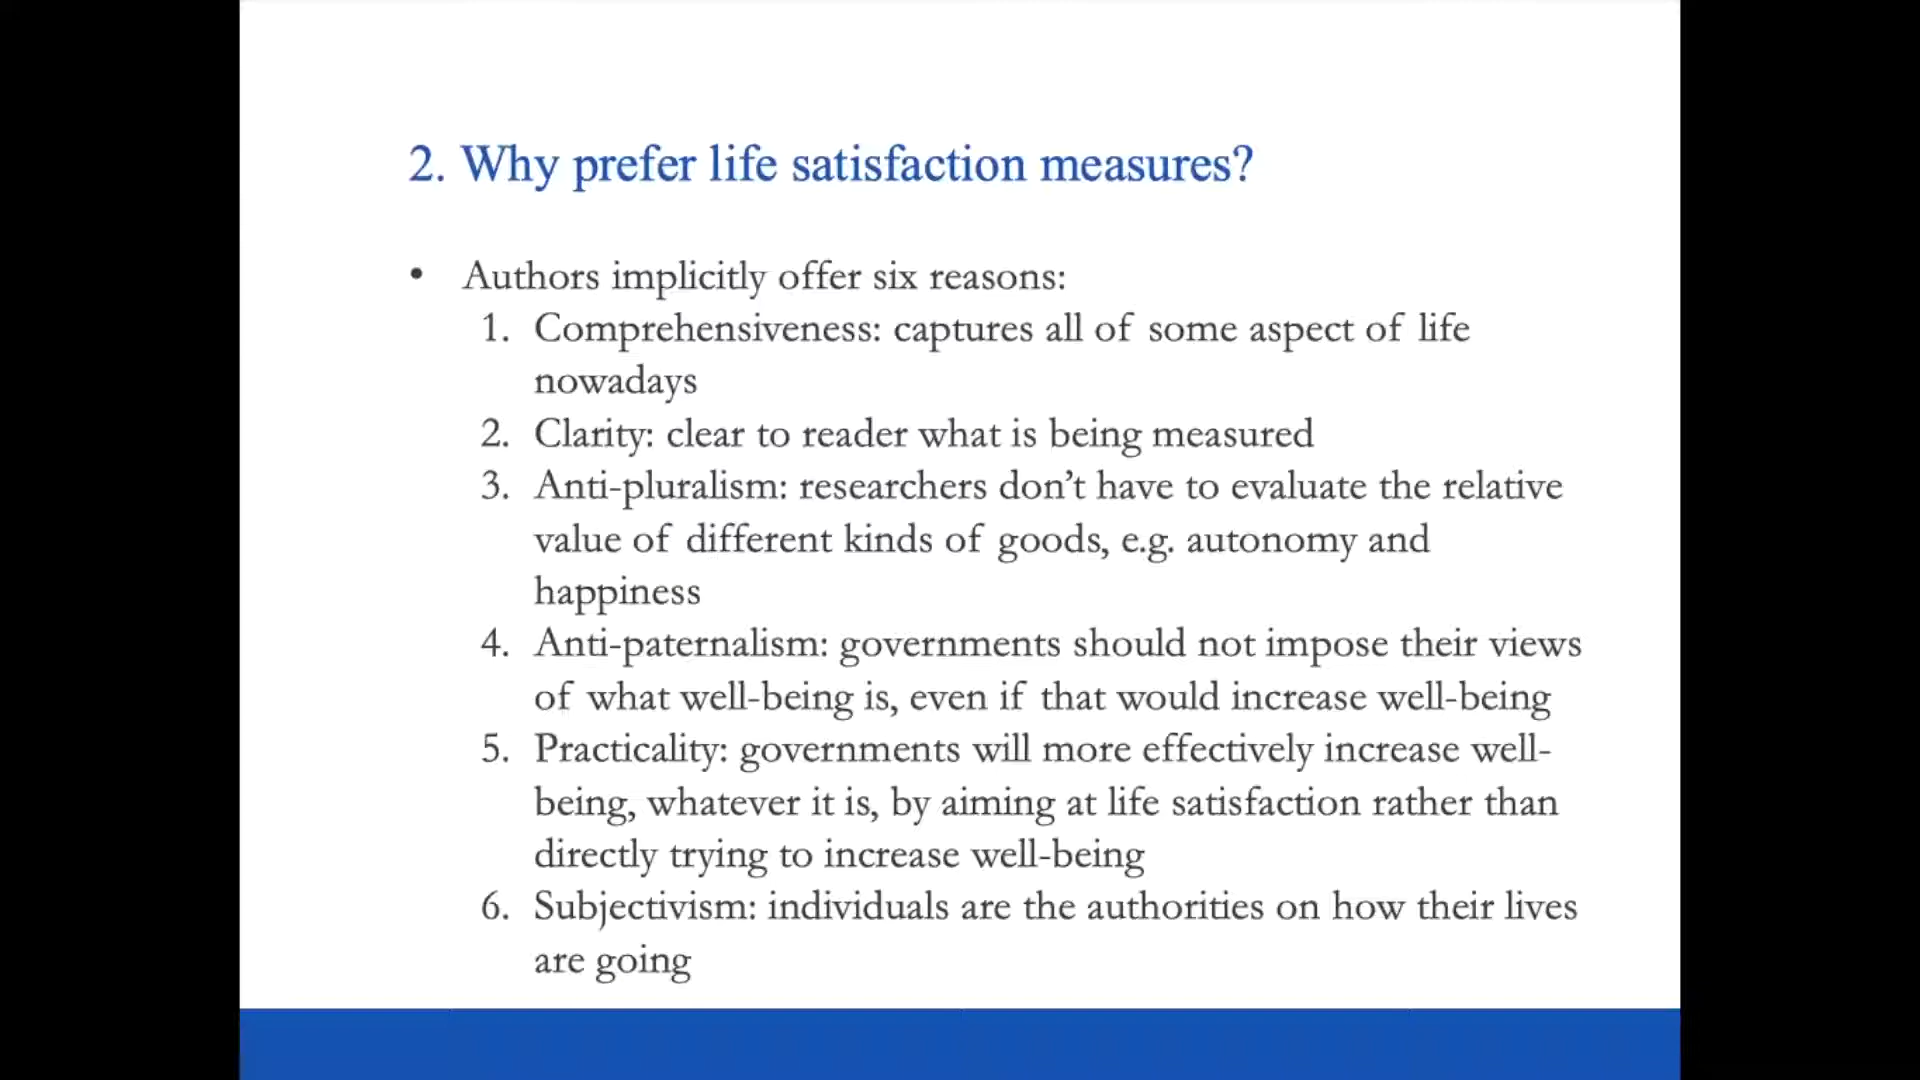 2. Why prefer life satisfaction measures?
• Authors implicitly offer six reasons:
1. Comprehensiveness: captures all of some aspect of life
nowadays
2. Clarity: clear to reader what is being measured
3. Anti-pluralism: researchers don’t have to evaluate the relative
value of different kinds of goods, e.g. autonomy and
happiness
4. Anti-paternalism: governments should not impose their views
of what well-being is, even if that would increase well-being
5. Practicality: governments will more effectively increase well-
being, whatever it is, by aiming at life satisfaction rather than
directly trying to increase well-being
6. Subjectivism: individuals are the authorities on how their lives
are going